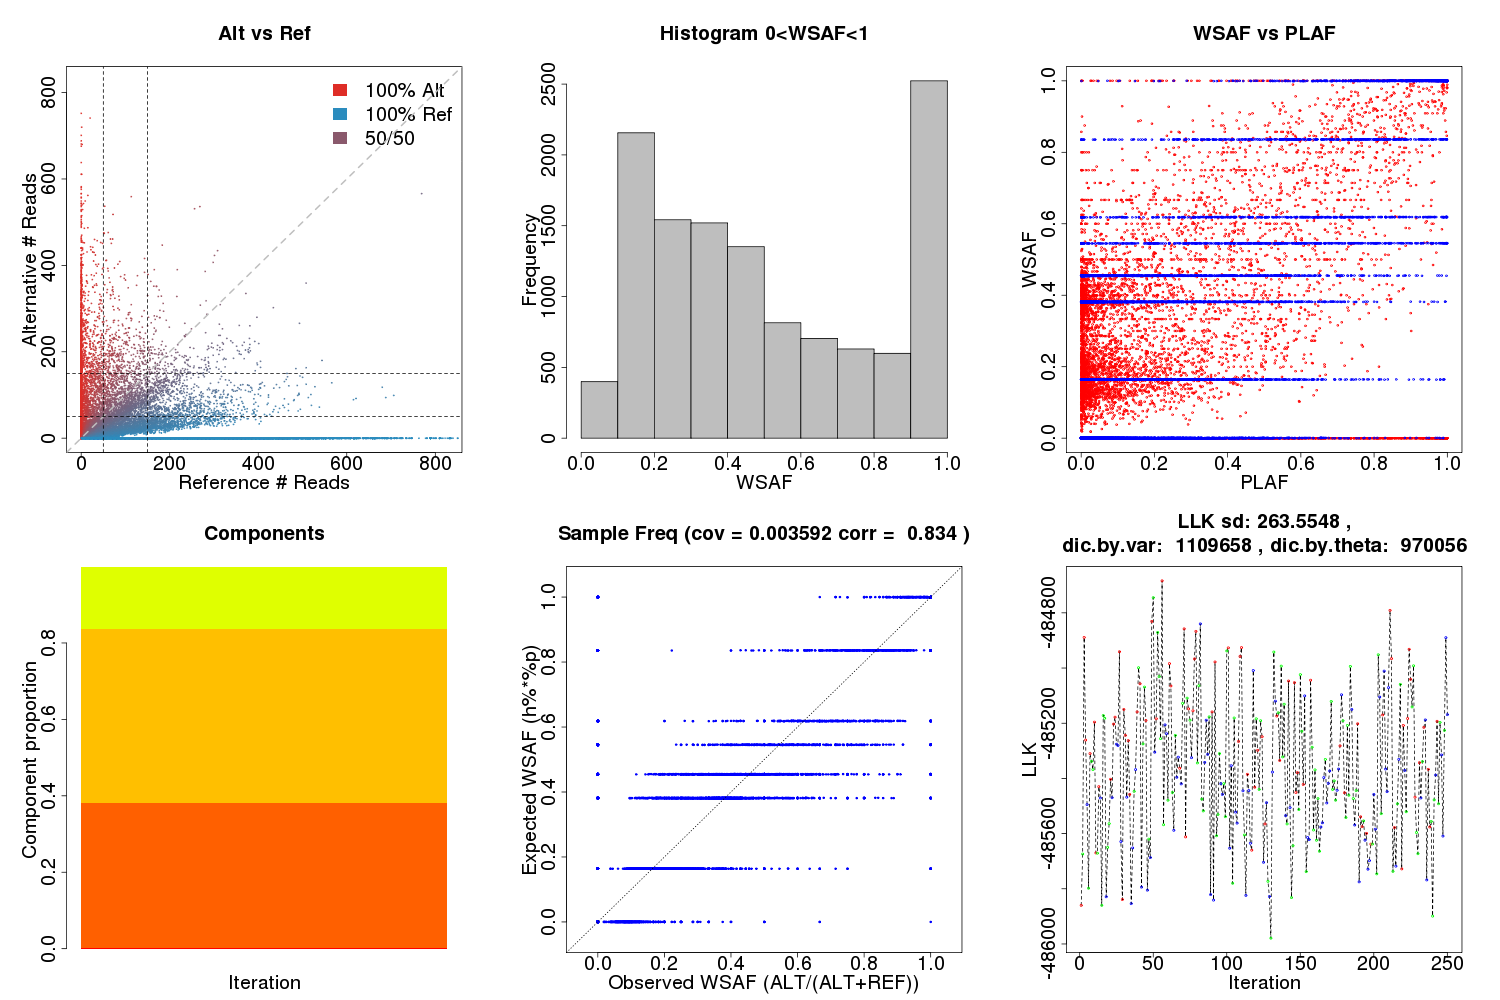 Alt vs Ref
100% Alt
100% Ref
50/50
Alternative # Reads
0 200 400 600 800
0 200 400 600 800
Reference # Reads
Histogram 0<WSAF<1
Frequency
0 500 1000 1500 2000 2500
0.0 0.2 0.4 0.6 0.8 1.0
WSAF
WSAF vs PLAF
WSAF
0.0 0.2 0.4 0.6 0.8 1.0
0.0 0.2 0.4 0.6 0.8 1.0
PLAF
Components
Component proportion
0.0 0.2 0.4 0.6 0.8
Iteration
Sample Freq (cov = 0.003592 corr = 0.834 )
Expected WSAF (h%*%p)
0.0 0.2 0.4 0.6 0.8 1.0
0.0 0.2 0.4 0.6 0.8 1.0
Observed WSAF (ALT/(ALT+REF))
LLK sd: 263.5548 ,
dic.by.var: 1109658 , dic.by.theta: 970056
LLK
-486000 -485600 -485200 -484800
0 50 100 150 200 250
Iteration